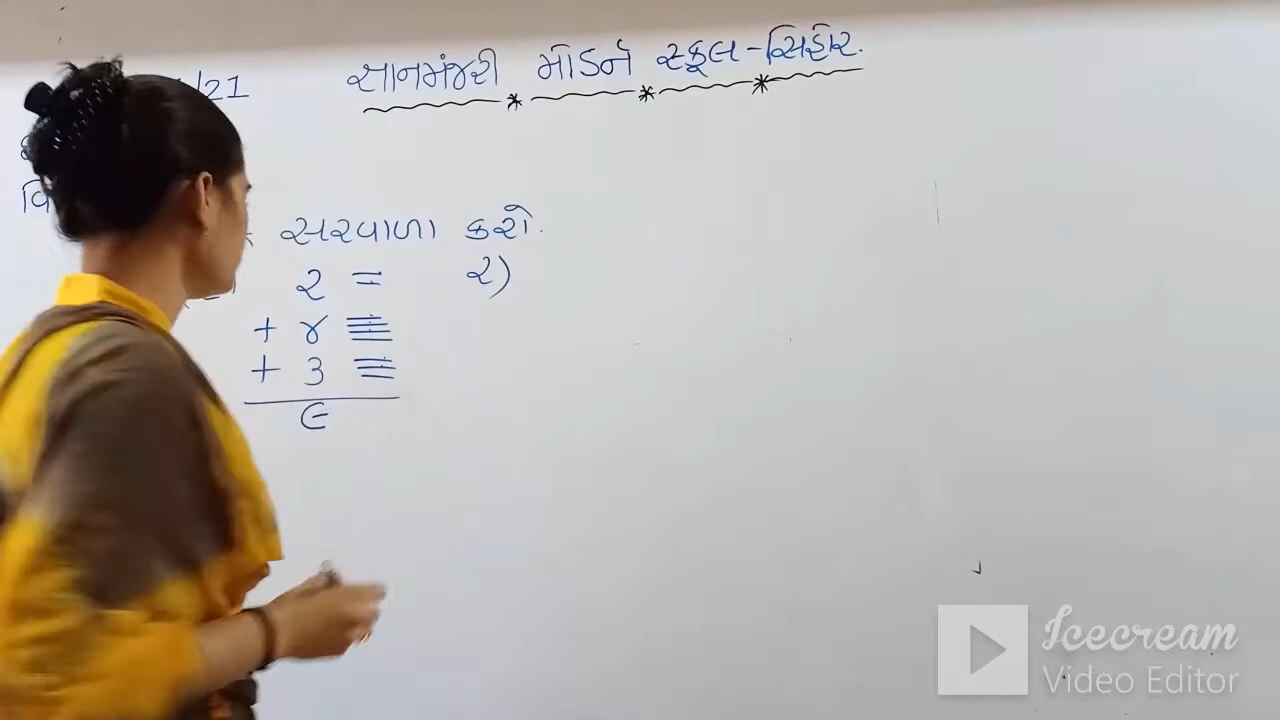 /21
જ્ઞાનમંજરી મોડર્ન સ્કૂલ - સિહોર.
વિ
સરવાળા કરો.
૨ = ૨)
+ ૪
+ ૩
૯
Icecream
Video Editor